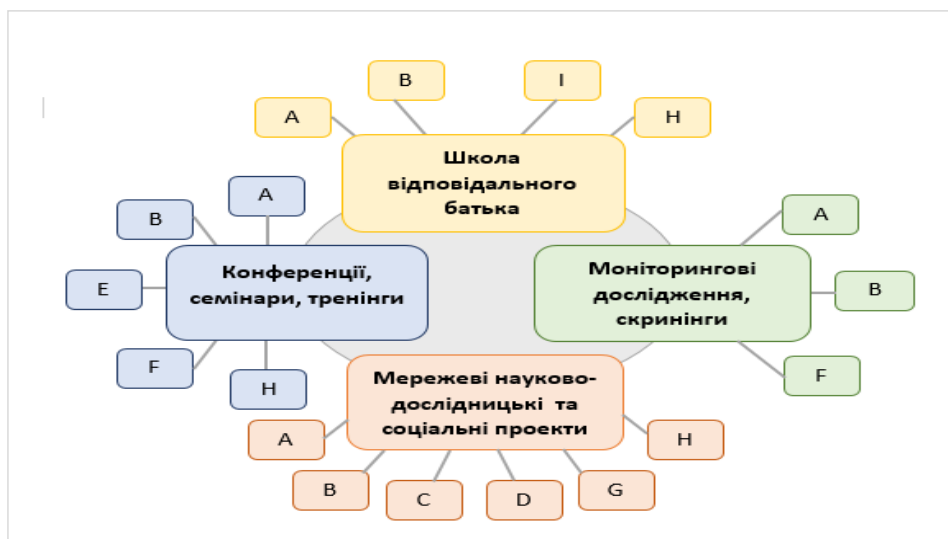 B
I
A
H
Школа
відповідального
батька
A
B
E
F
H
Конференції,
семінари, тренінги
A
B
F
Моніторингові
дослідження,
скринінги
Мережеві науково-
дослідницькі та
соціальні проекти
A
B
C
D
G
H